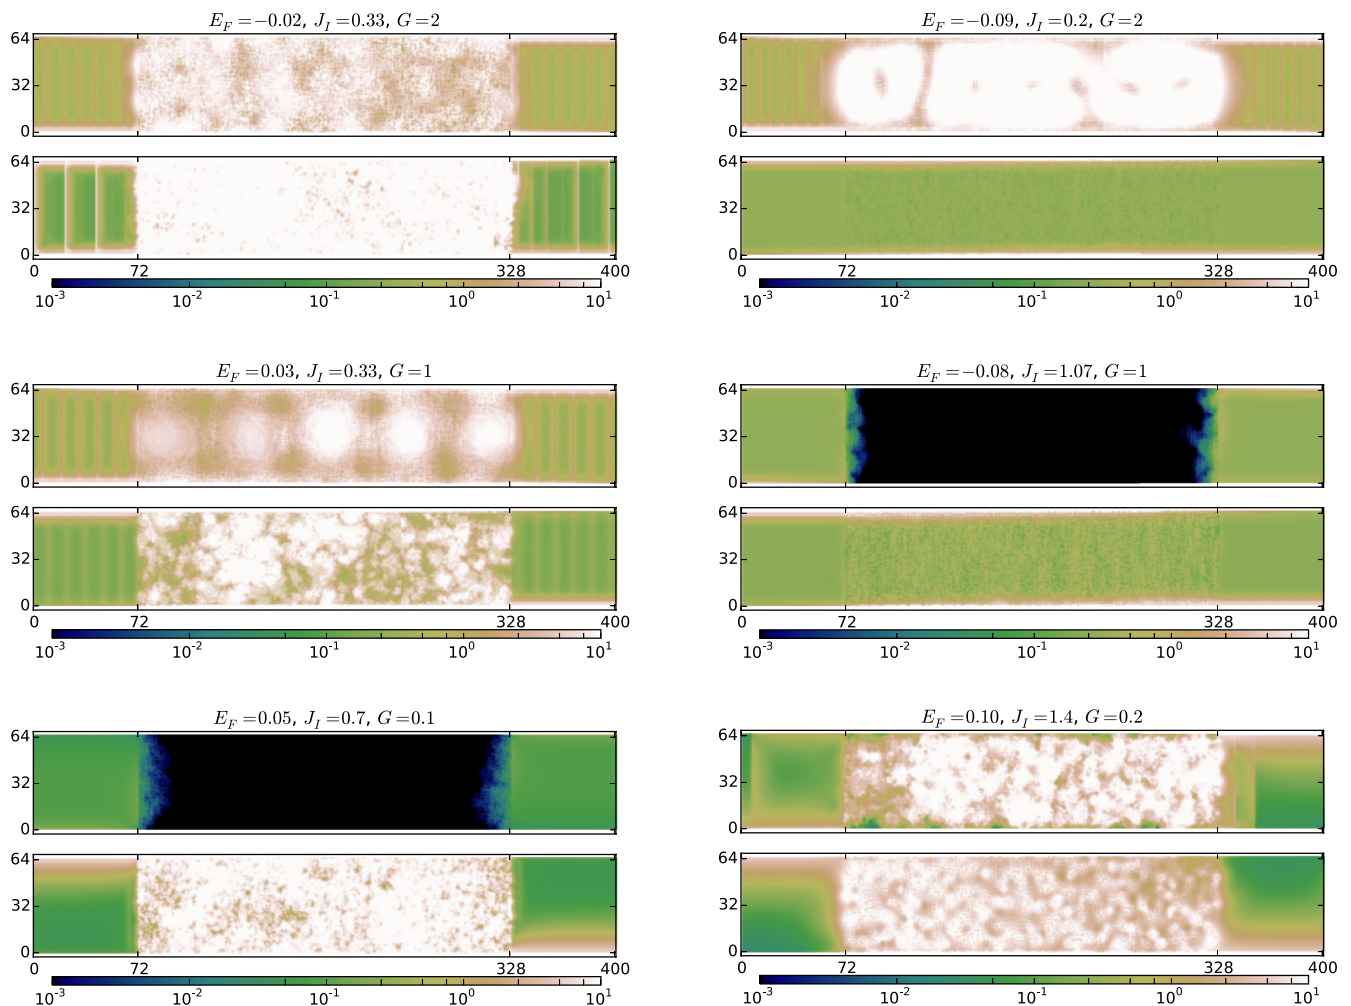 E_F =−0.02, J_I =0.33, G =2
64
32
0
64
32
0
0 72 328 400
10^-3 10^-2 10^-1 10^0 10^1
E_F =−0.09, J_I =0.2, G =2
64
32
0
64
32
0
0 72 328 400
10^-3 10^-2 10^-1 10^0 10^1
E_F =0.03, J_I =0.33, G =1
64
32
0
64
32
0
0 72 328 400
10^-3 10^-2 10^-1 10^0 10^1
E_F =−0.08, J_I =1.07, G =1
64
32
0
64
32
0
0 72 328 400
10^-3 10^-2 10^-1 10^0 10^1
E_F =0.05, J_I =0.7, G =0.1
64
32
0
64
32
0
0 72 328 400
10^-3 10^-2 10^-1 10^0 10^1
E_F =0.10, J_I =1.4, G =0.2
64
32
0
64
32
0
0 72 328 400
10^-3 10^-2 10^-1 10^0 10^1